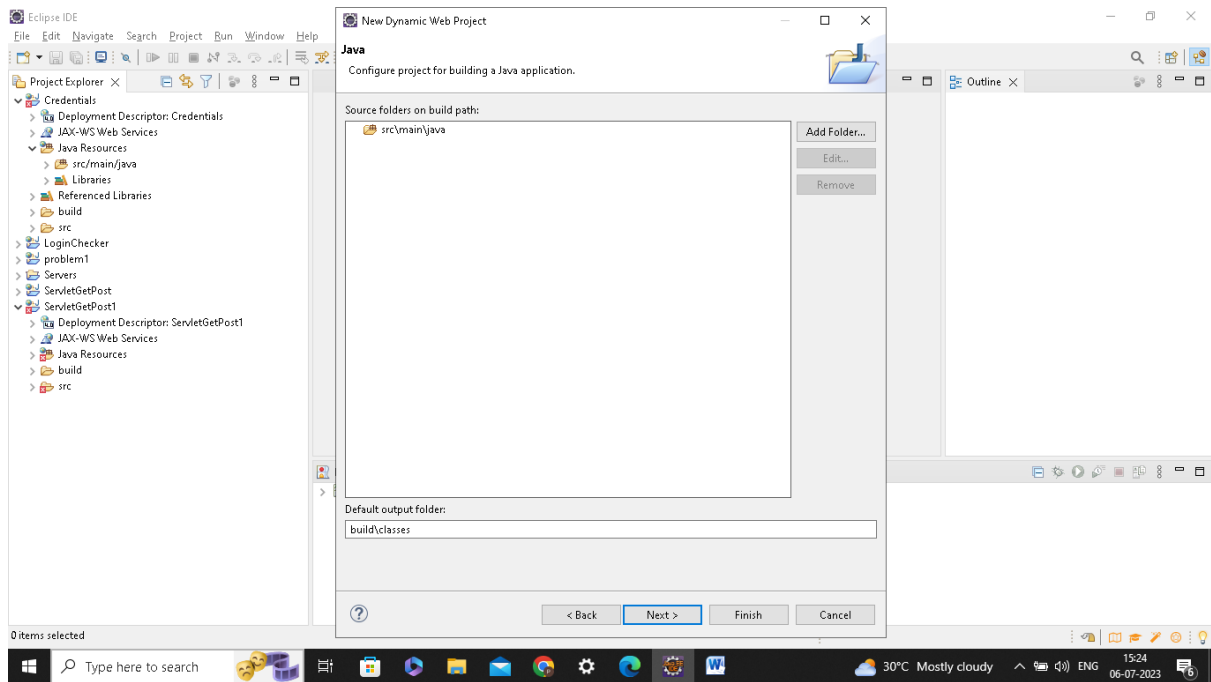 Eclipse IDE
File Edit Navigate Search Project Run Window Help
Project Explorer
Credentials
Deployment Descriptor: Credentials
JAX-WS Web Services
Java Resources
src/main/java
Libraries
Referenced Libraries
build
src
LoginChecker
problem1
Servers
ServletGetPost
ServletGetPost1
Deployment Descriptor: ServletGetPost1
JAX-WS Web Services
Java Resources
build
src
New Dynamic Web Project
Java
Configure project for building a Java application.
Source folders on build path:
src\main\java
Add Folder...
Edit...
Remove
Default output folder:
build\classes
< Back Next > Finish Cancel
Outline
0 items selected
Type here to search
30°C Mostly cloudy ENG 15:24
06-07-2023
6